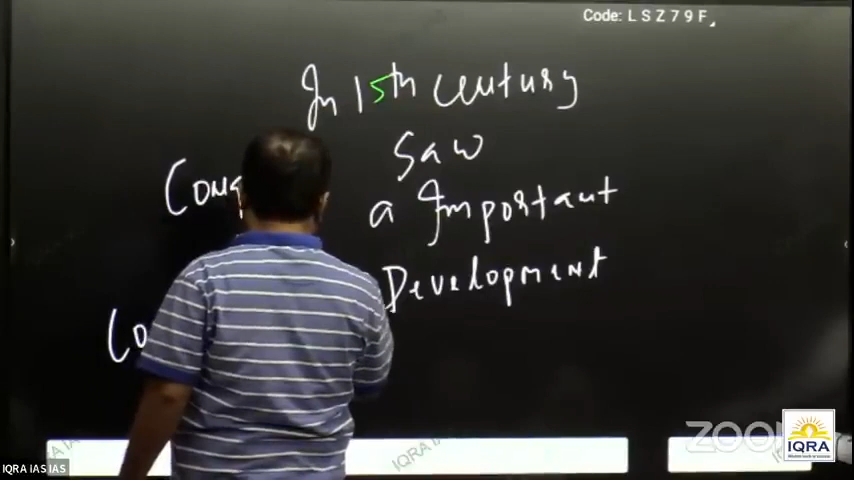 Code: L S Z 7 9 F
In 15th century
Saw
a Important
Development
ZOOM
IQRA
IQRA IAS IAS